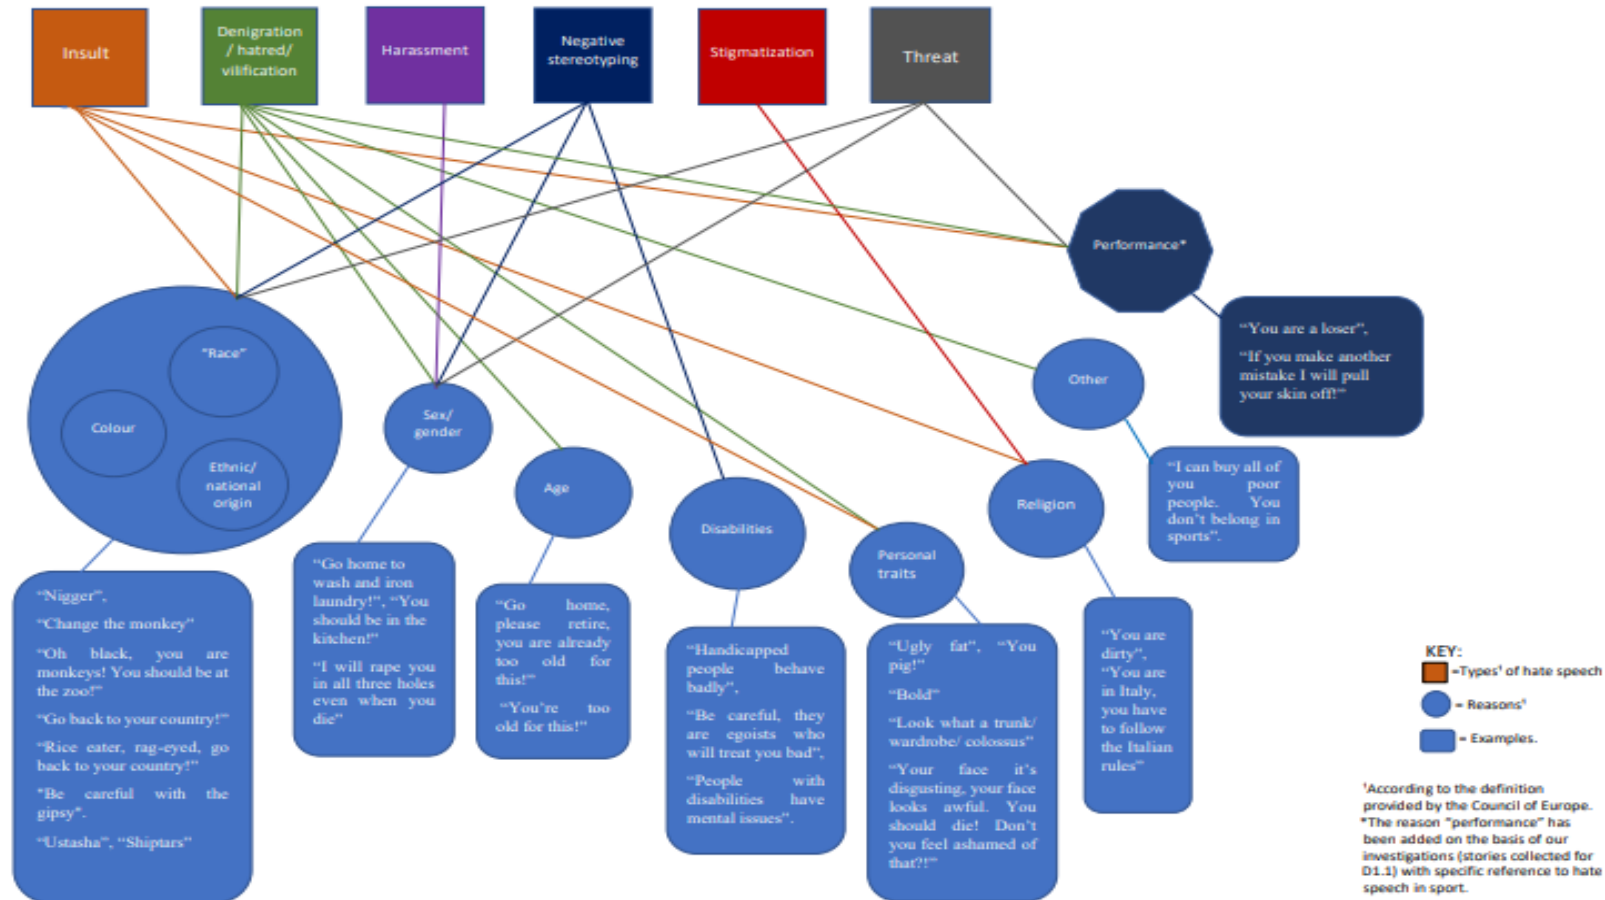 Insult
Denigration
/ hatred/
vilification
Harassment
Negative
stereotyping
Stigmatization
Threat
Performance*
“You are a loser”,
“If you make another
mistake I will pull
your skin off!”
“Race”
Colour
Ethnic/
national
origin
Sex/
gender
Age
Disabilities
Personal
traits
Religion
Other
“I can buy all of
you poor
people. You
don’t belong in
sports”.
“Nigger”,
“Change the monkey”
“Oh black, you are
monkeys! You should be at
the zoo!”
“Go back to your country!”
“Rice eater, rag-eyed, go
back to your country!”
“Be careful with the
gipsy”.
“Ustasha”, “Shiptars”
“Go home to
wash and iron
laundry!”, “You
should be in the
kitchen!”
“I will rape you
in all three holes
even when you
die”
“Go home,
please retire,
you are already
too old for
this!”
“You’re too
old for this!”
“Handicapped
people behave
badly”,
“Be careful, they
are egoists who
will treat you bad”,
“People with
disabilities have
mental issues”.
“Ugly fat”, “You
pig!”
“Bold”
“Look what a trunk/
wardrobe/ colossus”
“Your face it’s
disgusting, your face
looks awful. You
should die! Don’t
you feel ashamed of
that?!”
“You are
dirty”,
“You are
in Italy,
you have
to follow
the Italian
rules”
KEY:
=Types¹ of hate speech
= Reasons¹
= Examples.
¹According to the definition
provided by the Council of Europe.
*The reason “performance” has
been added on the basis of our
investigations (stories collected for
D1.1) with specific reference to hate
speech in sport.